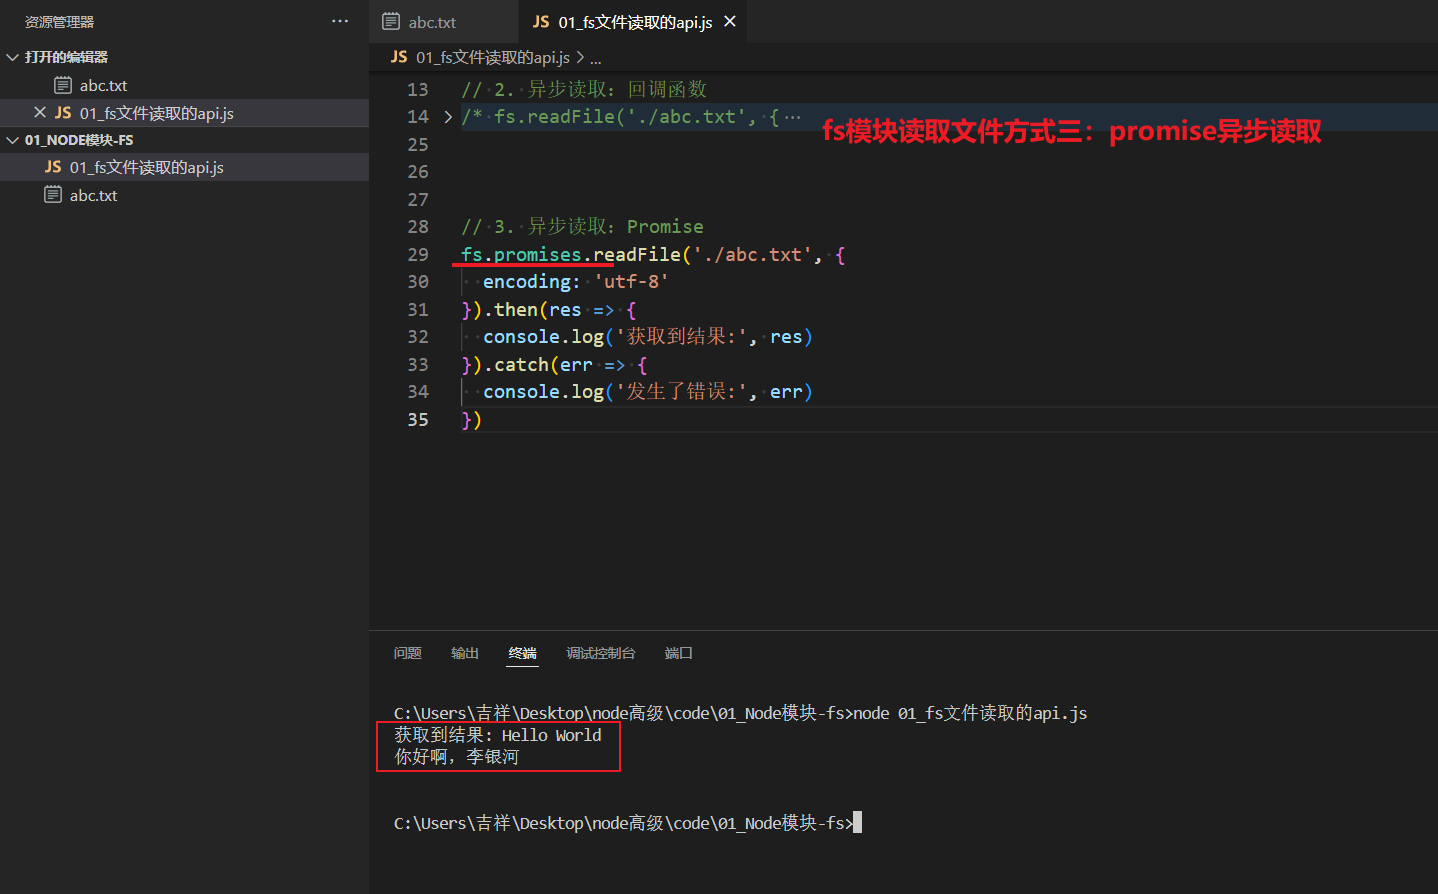 资源管理器
···
打开的编辑器
abc.txt
JS 01_fs文件读取的api.js
01_NODE模块-FS
JS 01_fs文件读取的api.js
abc.txt
abc.txt
JS 01_fs文件读取的api.js
JS 01_fs文件读取的api.js > ...
13 // 2. 异步读取: 回调函数
14 /* fs.readFile('./abc.txt', {···
fs模块读取文件方式三：promise异步读取
25
26
27
28 // 3. 异步读取: Promise
29 fs.promises.readFile('./abc.txt', {
30 encoding: 'utf-8'
31 }).then(res => {
32 console.log('获取到结果:', res)
33 }).catch(err => {
34 console.log('发生了错误:', err)
35 })
问题 输出 终端 调试控制台 端口
C:\Users\吉祥\Desktop\node高级\code\01_Node模块-fs>node 01_fs文件读取的api.js
获取到结果: Hello World
你好啊, 李银河
C:\Users\吉祥\Desktop\node高级\code\01_Node模块-fs>